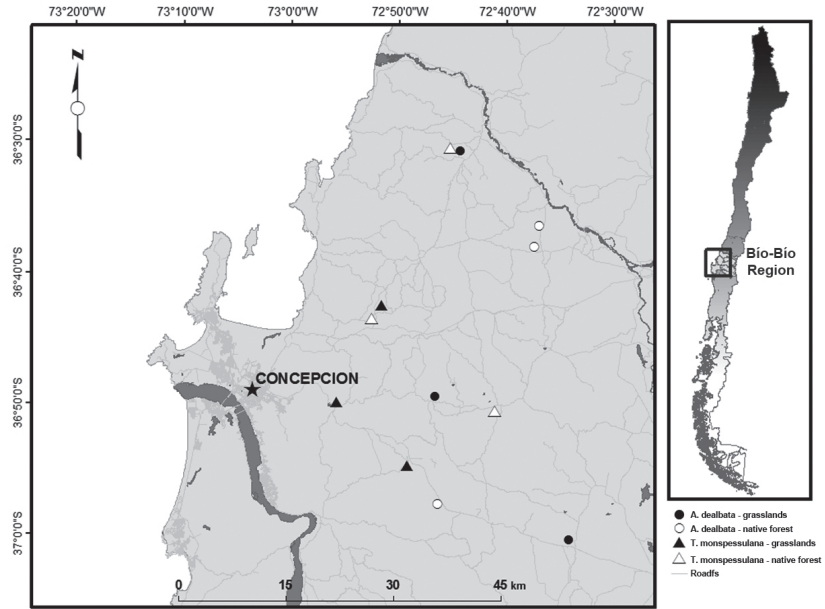 73°20'0"W 73°10'0"W 73°0'0"W 72°50'0"W 72°40'0"W 72°30'0"W
N
36°30'0"S
36°40'0"S
36°50'0"S
37°0'0"S
CONCEPCION
0 15 30 45 km
Bío-Bío
Region
A. dealbata - grasslands
A. dealbata - native forest
T. monspessulana - grasslands
T. monspessulana - native forest
Roadfs